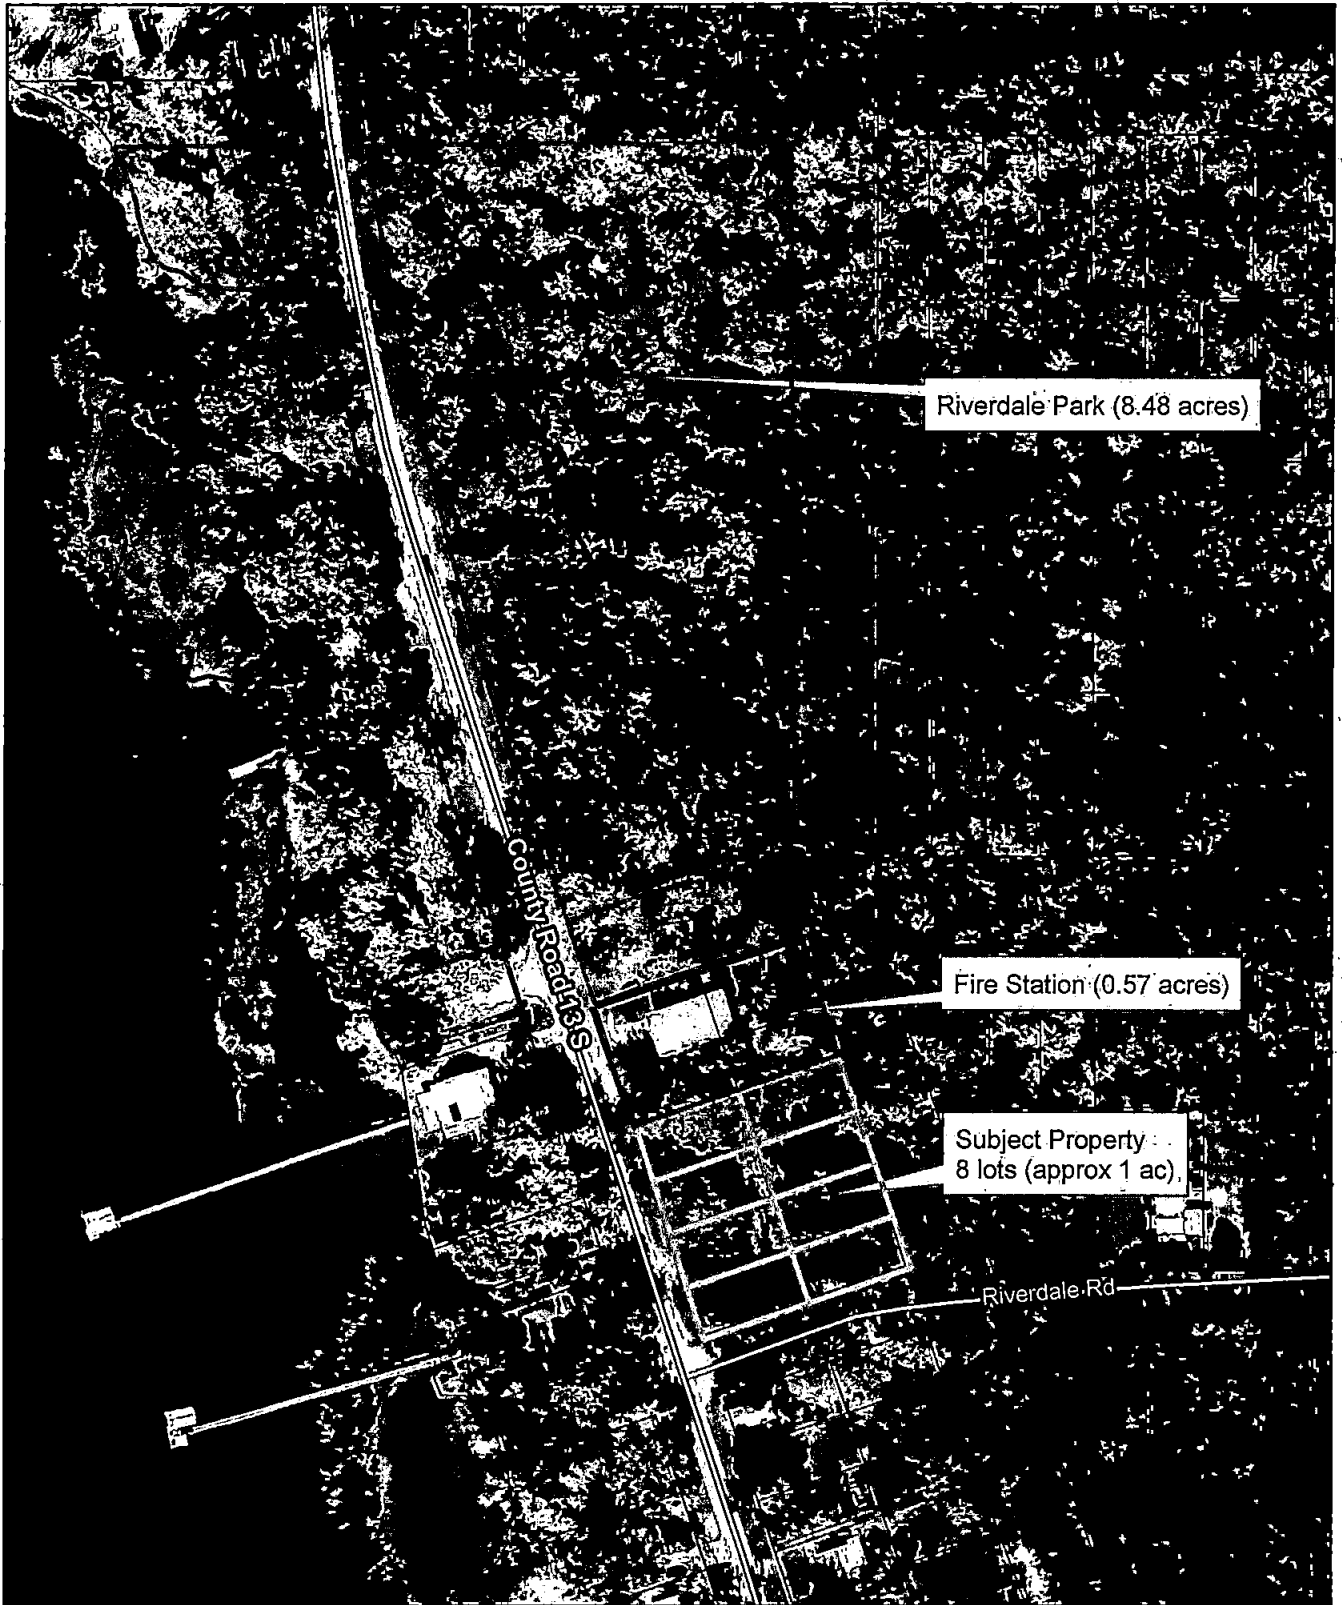 Riverdale Park (8.48 acres)
County Road 13 S
Fire Station (0.57 acres)
Subject Property
8 lots (approx 1 ac)
Riverdale Rd